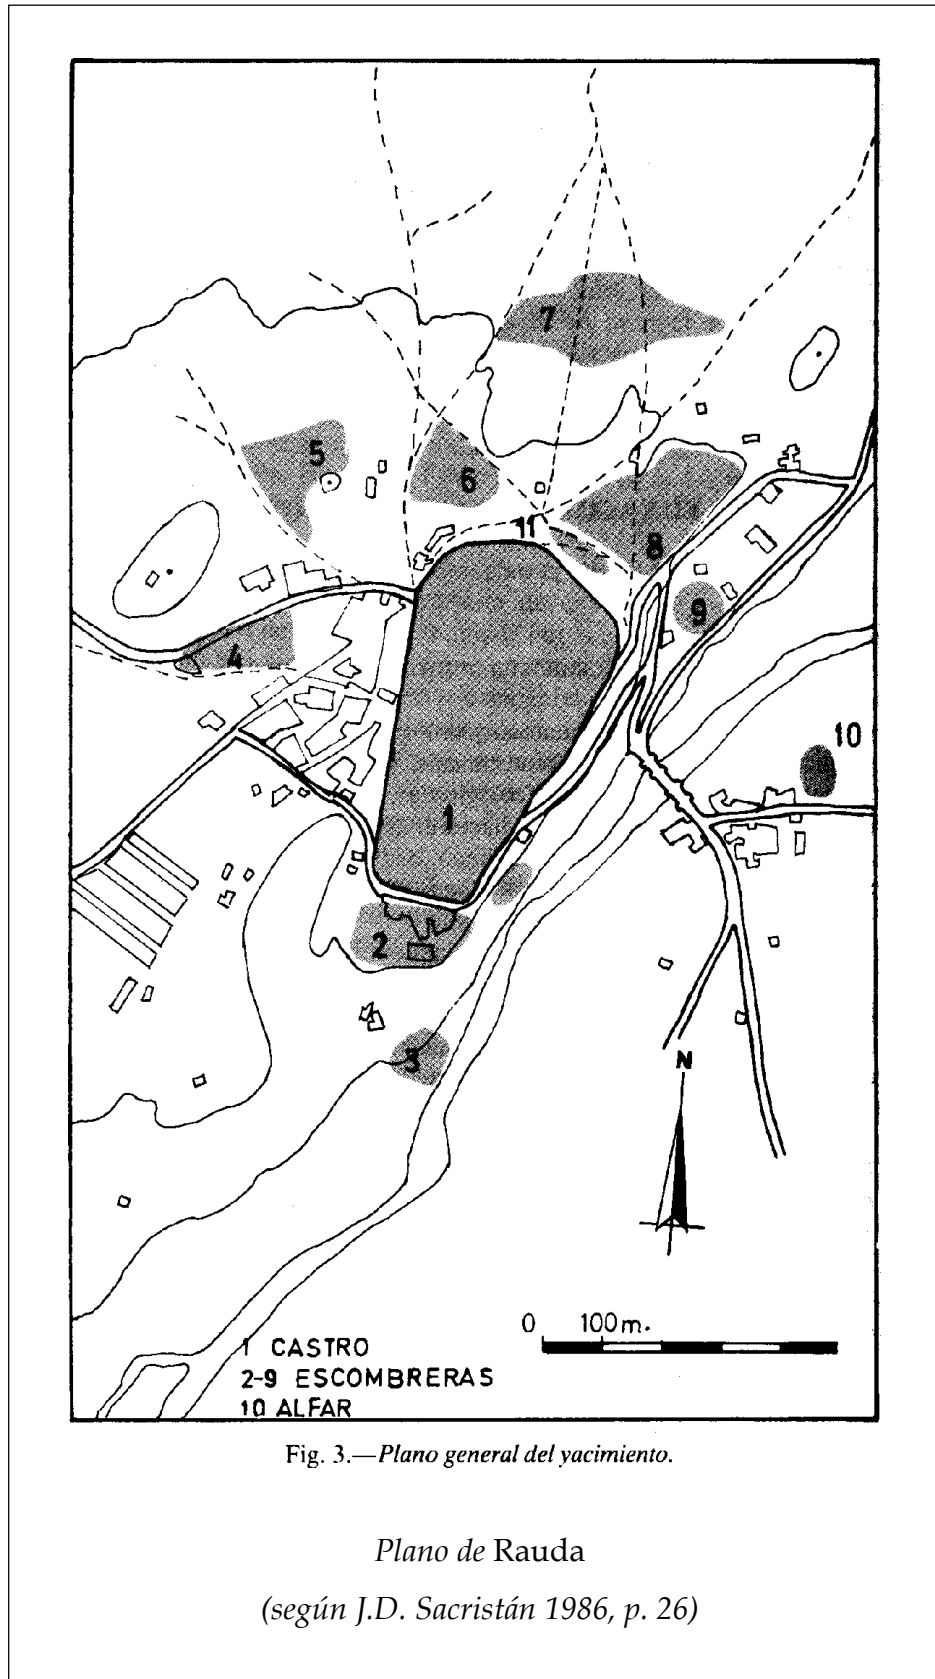 7
5
6
11
8
9
4
10
1
2
3
N
0 100 m.
1 CASTRO
2-9 ESCOMBRERAS
10 ALFAR
Fig. 3.—Plano general del yacimiento.
Plano de Rauda
(según J.D. Sacristán 1986, p. 26)